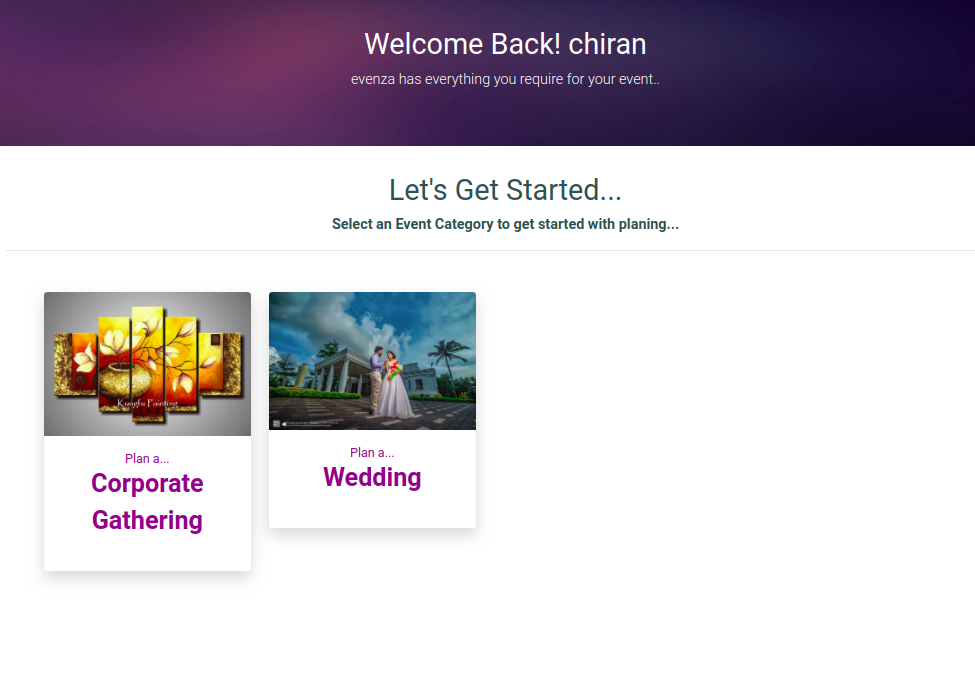 Welcome Back! chiran
evenza has everything you require for your event..
Let's Get Started...
Select an Event Category to get started with planing...
Kungfu Painting
Plan a...
Corporate
Gathering
Plan a...
Wedding